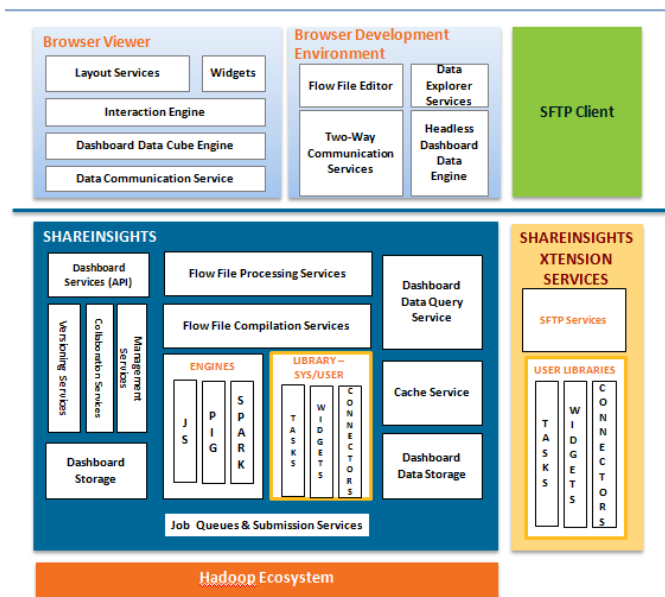 Browser Viewer
Layout Services
Widgets
Interaction Engine
Dashboard Data Cube Engine
Data Communication Service
Browser Development
Environment
Flow File Editor
Data
Explorer
Services
Two-Way
Communication
Services
Headless
Dashboard
Data
Engine
SFTP Client
SHAREINSIGHTS
Dashboard
Services (API)
Versioning Services
Collaboration Services
Management
Services
Dashboard
Storage
Flow File Processing Services
Flow File Compilation Services
ENGINES
JS
PIG
SPARK
LIBRARY –
SYS/USER
TASKS
WIDGETS
CONNECTORS
Dashboard
Data Query
Service
Cache Service
Dashboard
Data Storage
Job Queues & Submission Services
SHAREINSIGHTS
XTENSION
SERVICES
SFTP Services
USER LIBRARIES
TASKS
WIDGETS
CONNECTORS
Hadoop Ecosystem